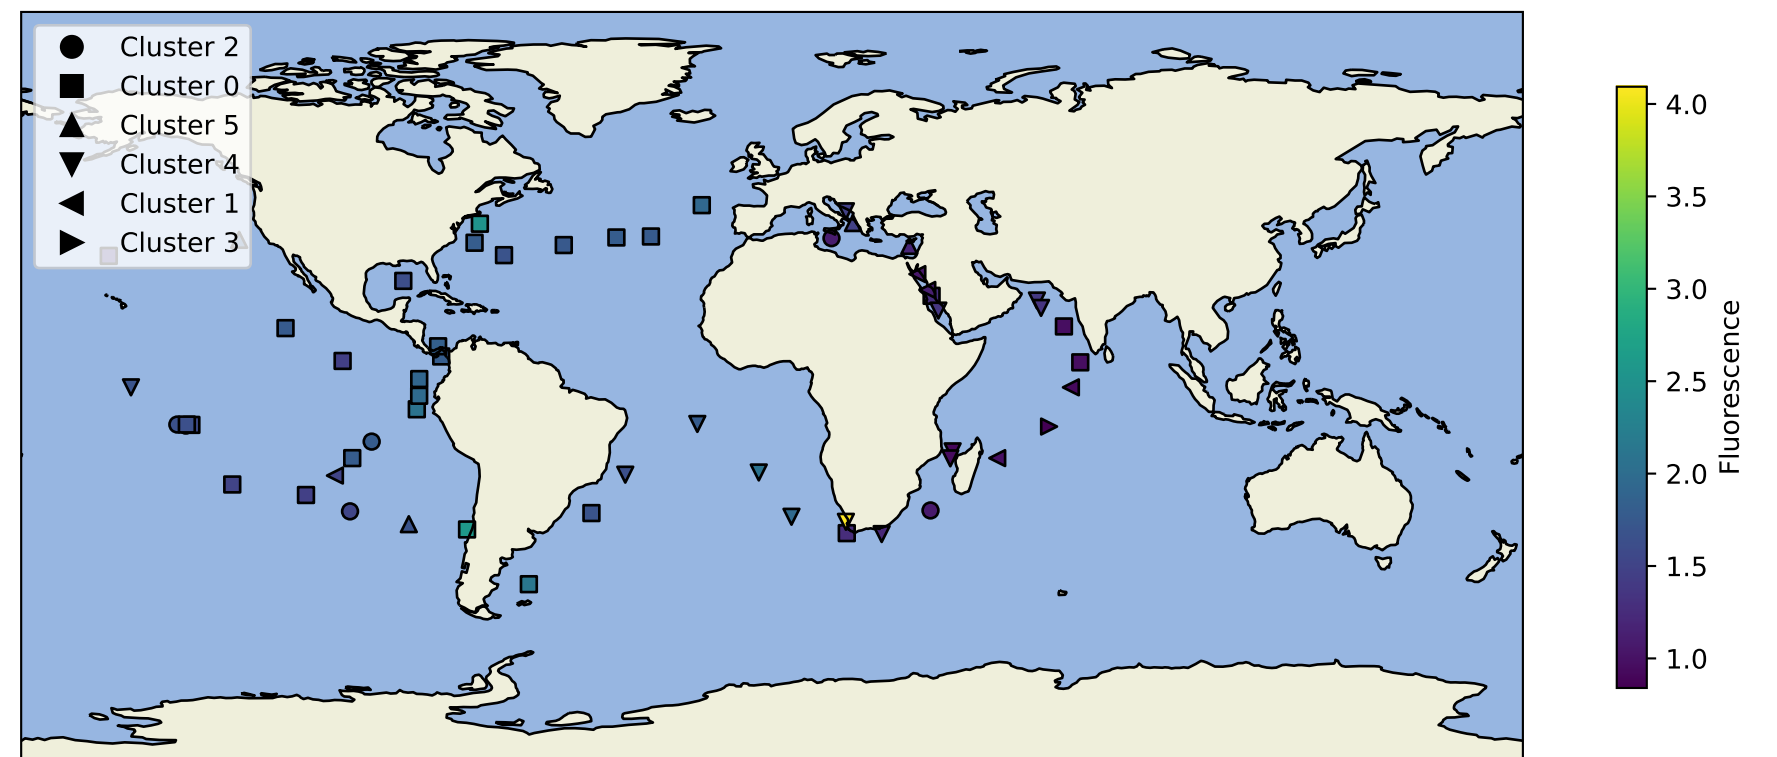 Cluster 2
Cluster 0
Cluster 5
Cluster 4
Cluster 1
Cluster 3
4.0
3.5
3.0
2.5
2.0
1.5
1.0
Fluorescence